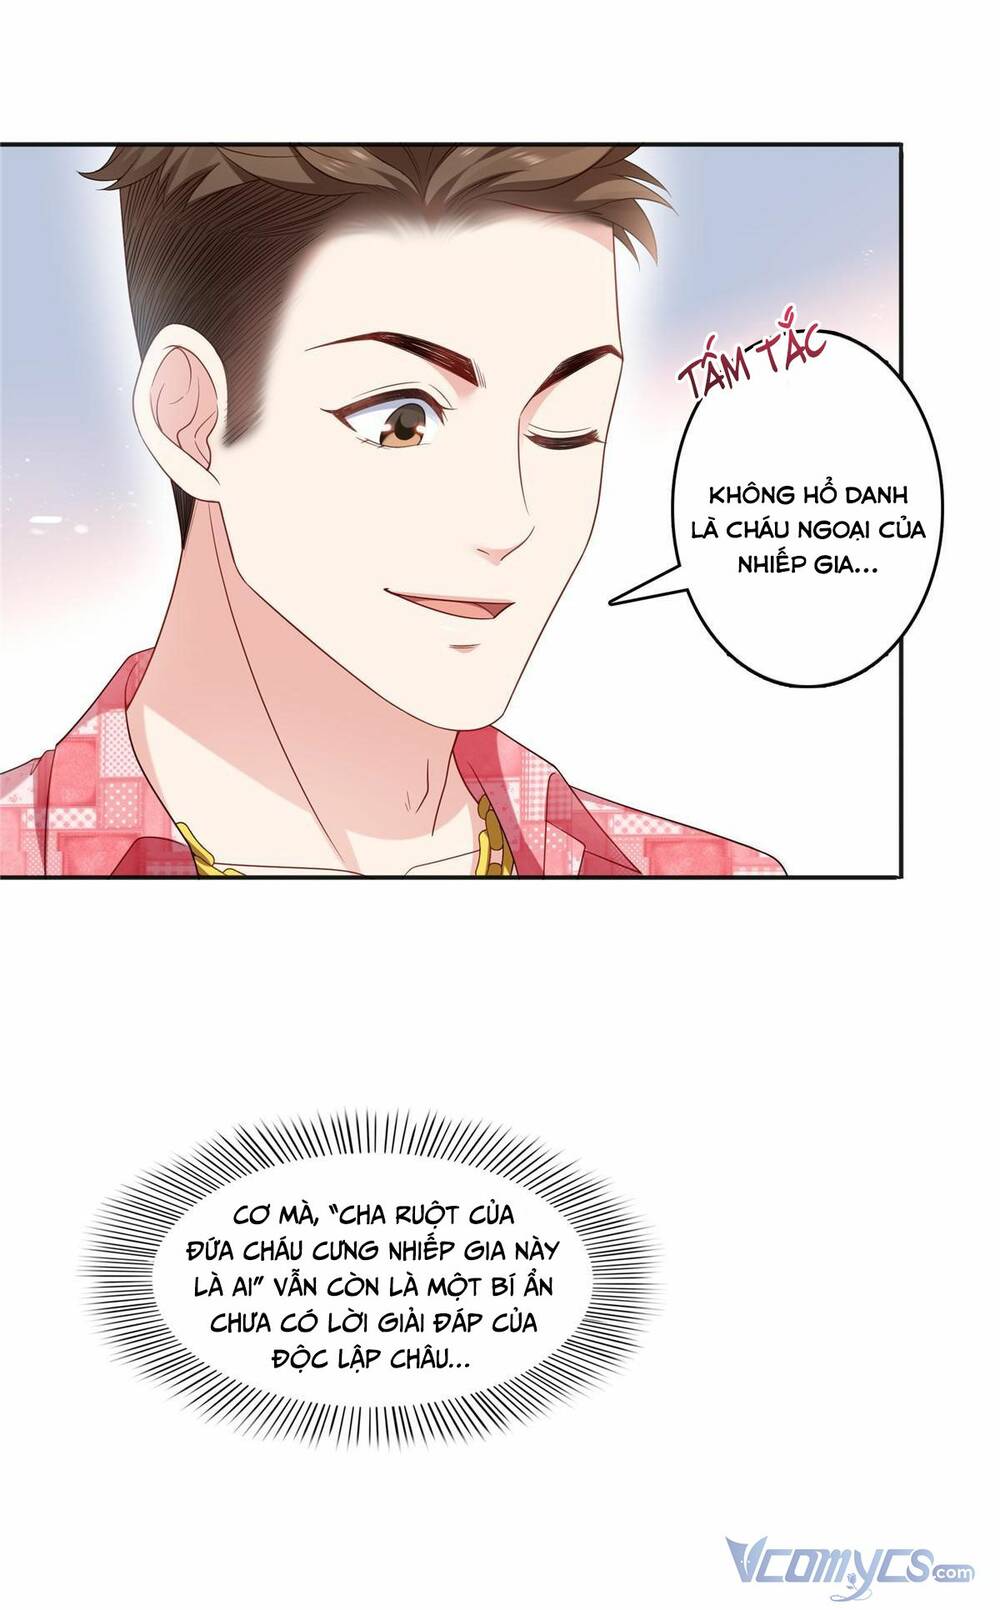 TẤM TẮC
KHÔNG HỔ DANH
LÀ CHÁU NGOẠI CỦA
NHIẾP GIA...
CƠ MÀ, "CHA RUỘT CỦA
ĐỨA CHÁU CƯNG NHIẾP GIA NÀY
LÀ AI" VẪN CÒN LÀ MỘT BÍ ẨN
CHƯA CÓ LỜI GIẢI ĐÁP CỦA
ĐỘC LẬP CHÂU...
VCOMYCS.com